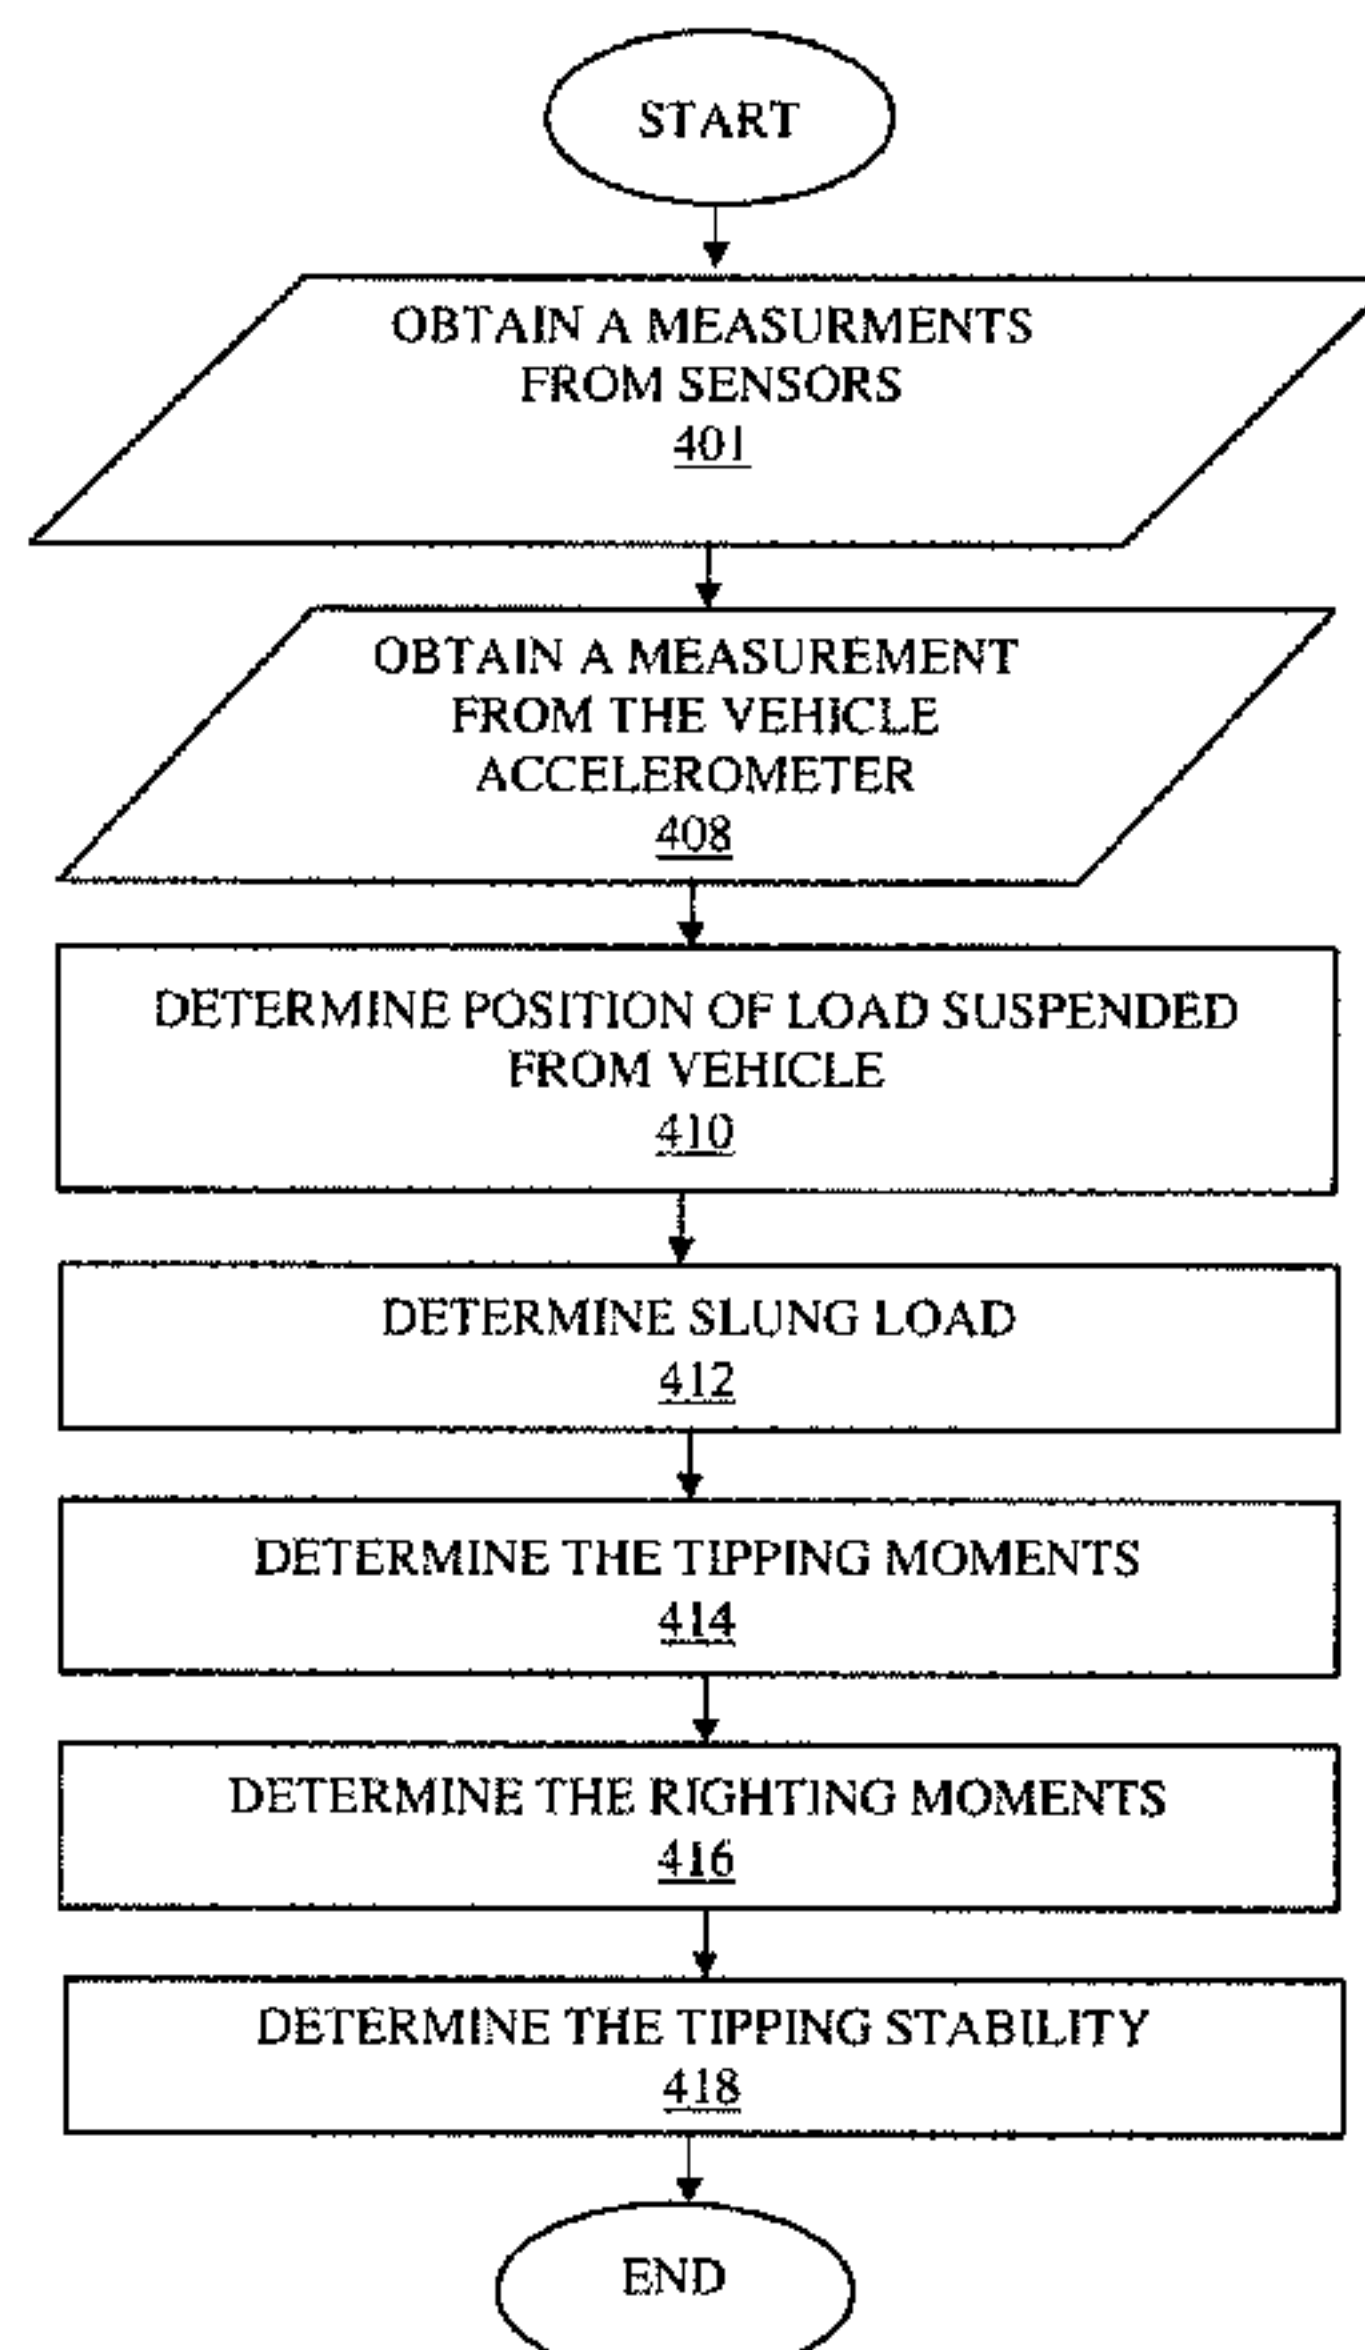 START
OBTAIN A MEASURMENTS
FROM SENSORS
401
OBTAIN A MEASUREMENT
FROM THE VEHICLE
ACCELEROMETER
408
DETERMINE POSITION OF LOAD SUSPENDED
FROM VEHICLE
410
DETERMINE SLUNG LOAD
412
DETERMINE THE TIPPING MOMENTS
414
DETERMINE THE RIGHTING MOMENTS
416
DETERMINE THE TIPPING STABILITY
418
END